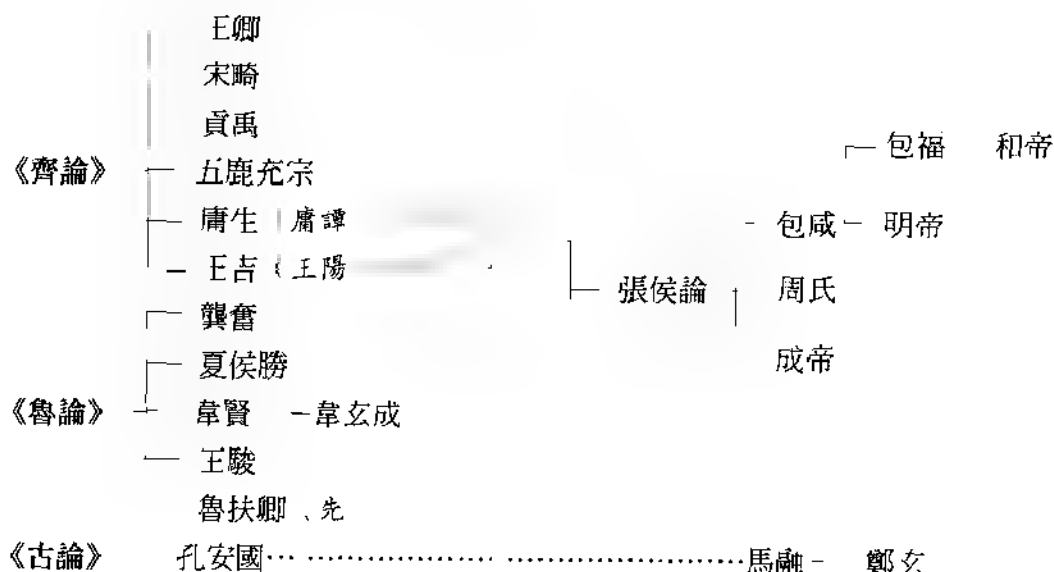 王卿
宋畸
貢禹
┌─ 包福 和帝
《齊論》 ─ 五鹿充宗
庸生 庸譚
包咸 ─ 明帝
王吉 王陽
張侯論 周氏
龔奮
夏侯勝
成帝
《魯論》 韋賢 ─ 韋玄成
王駿
魯扶卿 、先
《古論》 孔安國…………………………馬融 - 鄭玄